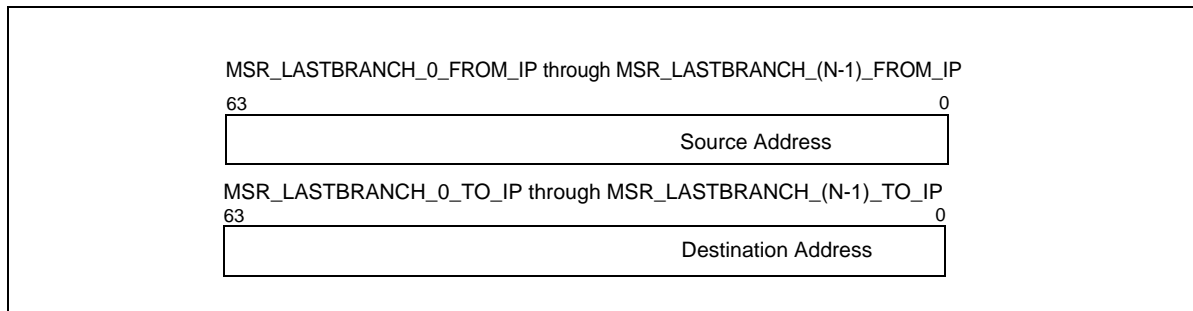 MSR_LASTBRANCH_0_FROM_IP through MSR_LASTBRANCH_(N-1)_FROM_IP
63 0
Source Address
MSR_LASTBRANCH_0_TO_IP through MSR_LASTBRANCH_(N-1)_TO_IP
63 0
Destination Address